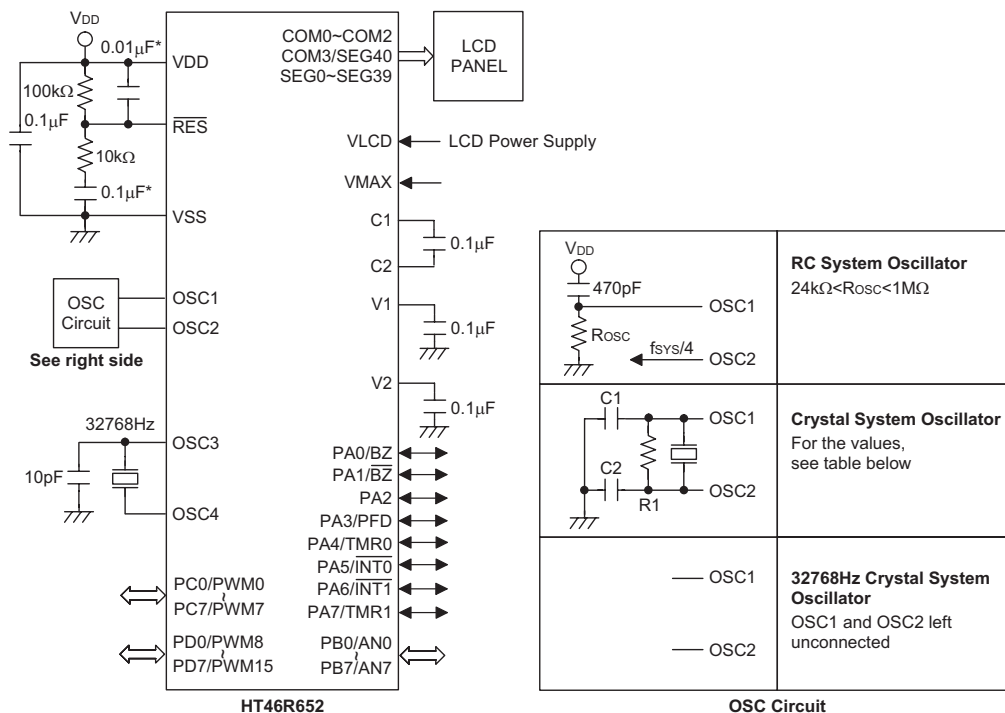 VDD
0.01μF*
VDD
100kΩ
0.1μF
RES
10kΩ
0.1μF*
VSS
OSC
Circuit
OSC1
OSC2
See right side
32768Hz
OSC3
10pF
OSC4
PC0/PWM0
~
PC7/PWM7
PD0/PWM8
~
PD7/PWM15
COM0~COM2
COM3/SEG40
SEG0~SEG39
LCD
PANEL
VLCD
LCD Power Supply
VMAX
C1
0.1μF
C2
V1
0.1μF
V2
0.1μF
PA0/BZ
PA1/BZ
PA2
PA3/PFD
PA4/TMR0
PA5/INT0
PA6/INT1
PA7/TMR1
PB0/AN0
~
PB7/AN7
HT46R652
VDD
470pF
OSC1
ROSC
fSYS/4
OSC2
RC System Oscillator
24kΩ<ROSC<1MΩ
C1
OSC1
C2
R1
OSC2
Crystal System Oscillator
For the values,
see table below
OSC1
OSC2
32768Hz Crystal System
Oscillator
OSC1 and OSC2 left
unconnected
OSC Circuit